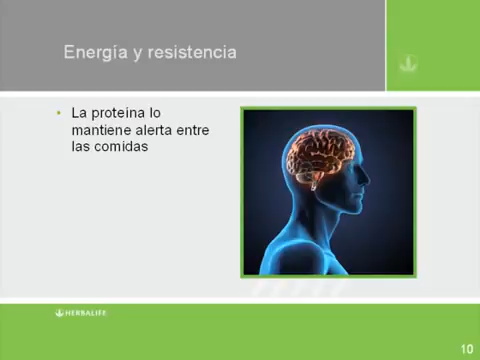 Energía y resistencia
• La proteína lo
mantiene alerta entre
las comidas
HERBALIFE
10